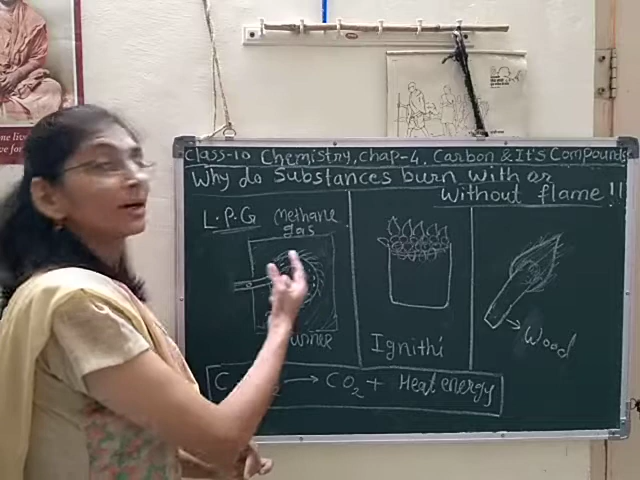 Class-10 Chemistry, Chap-4, Carbon & It's Compounds
Why do Substances burn with or
without flame!!
L.P.G Methane
gas
Ignithi
Wood
C → CO2 + Heat energy